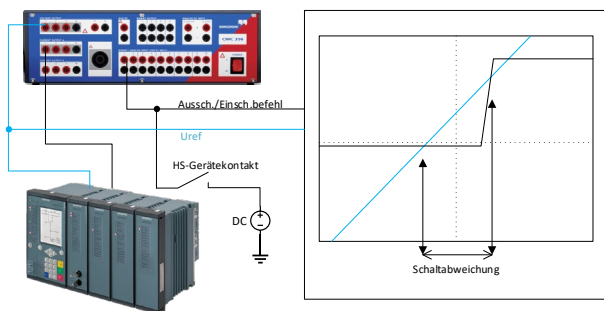 CMC 356
Aussch./Einsch.befehl
Uref
HS-Gerätekontakt
DC
Schaltabweichung